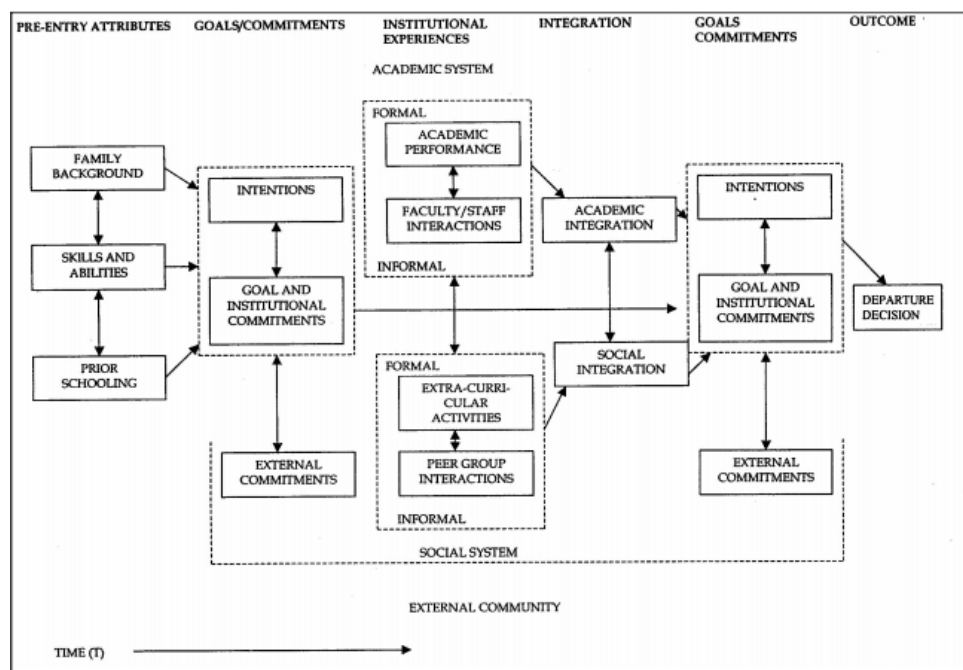 PRE-ENTRY ATTRIBUTES
GOALS/COMMITMENTS
INSTITUTIONAL
EXPERIENCES
INTEGRATION
GOALS
COMMITMENTS
OUTCOME
ACADEMIC SYSTEM
FAMILY
BACKGROUND
SKILLS AND
ABILITIES
PRIOR
SCHOOLING
INTENTIONS
GOAL AND
INSTITUTIONAL
COMMITMENTS
EXTERNAL
COMMITMENTS
FORMAL
ACADEMIC
PERFORMANCE
FACULTY/STAFF
INTERACTIONS
INFORMAL
FORMAL
EXTRA-CURRI-
CULAR
ACTIVITIES
PEER GROUP
INTERACTIONS
INFORMAL
ACADEMIC
INTEGRATION
SOCIAL
INTEGRATION
INTENTIONS
GOAL AND
INSTITUTIONAL
COMMITMENTS
EXTERNAL
COMMITMENTS
DEPARTURE
DECISION
SOCIAL SYSTEM
EXTERNAL COMMUNITY
TIME (T)